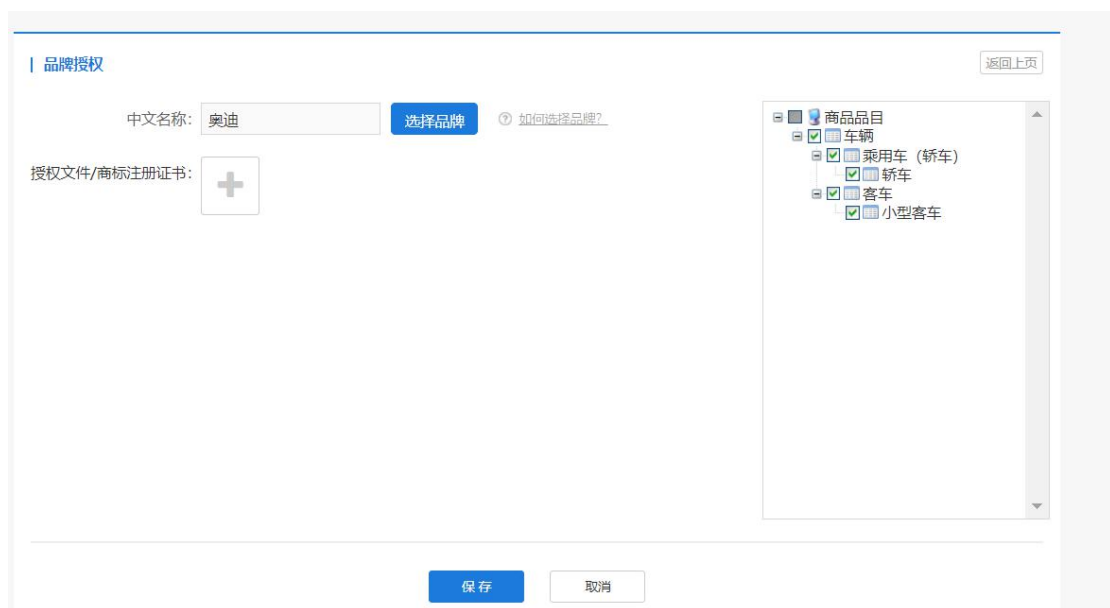 品牌授权
返回上页
中文名称: 奥迪 选择品牌 ? 如何选择品牌?
授权文件/商标注册证书:
商品品目
车辆
乘用车（轿车）
轿车
客车
小型客车
保存 取消